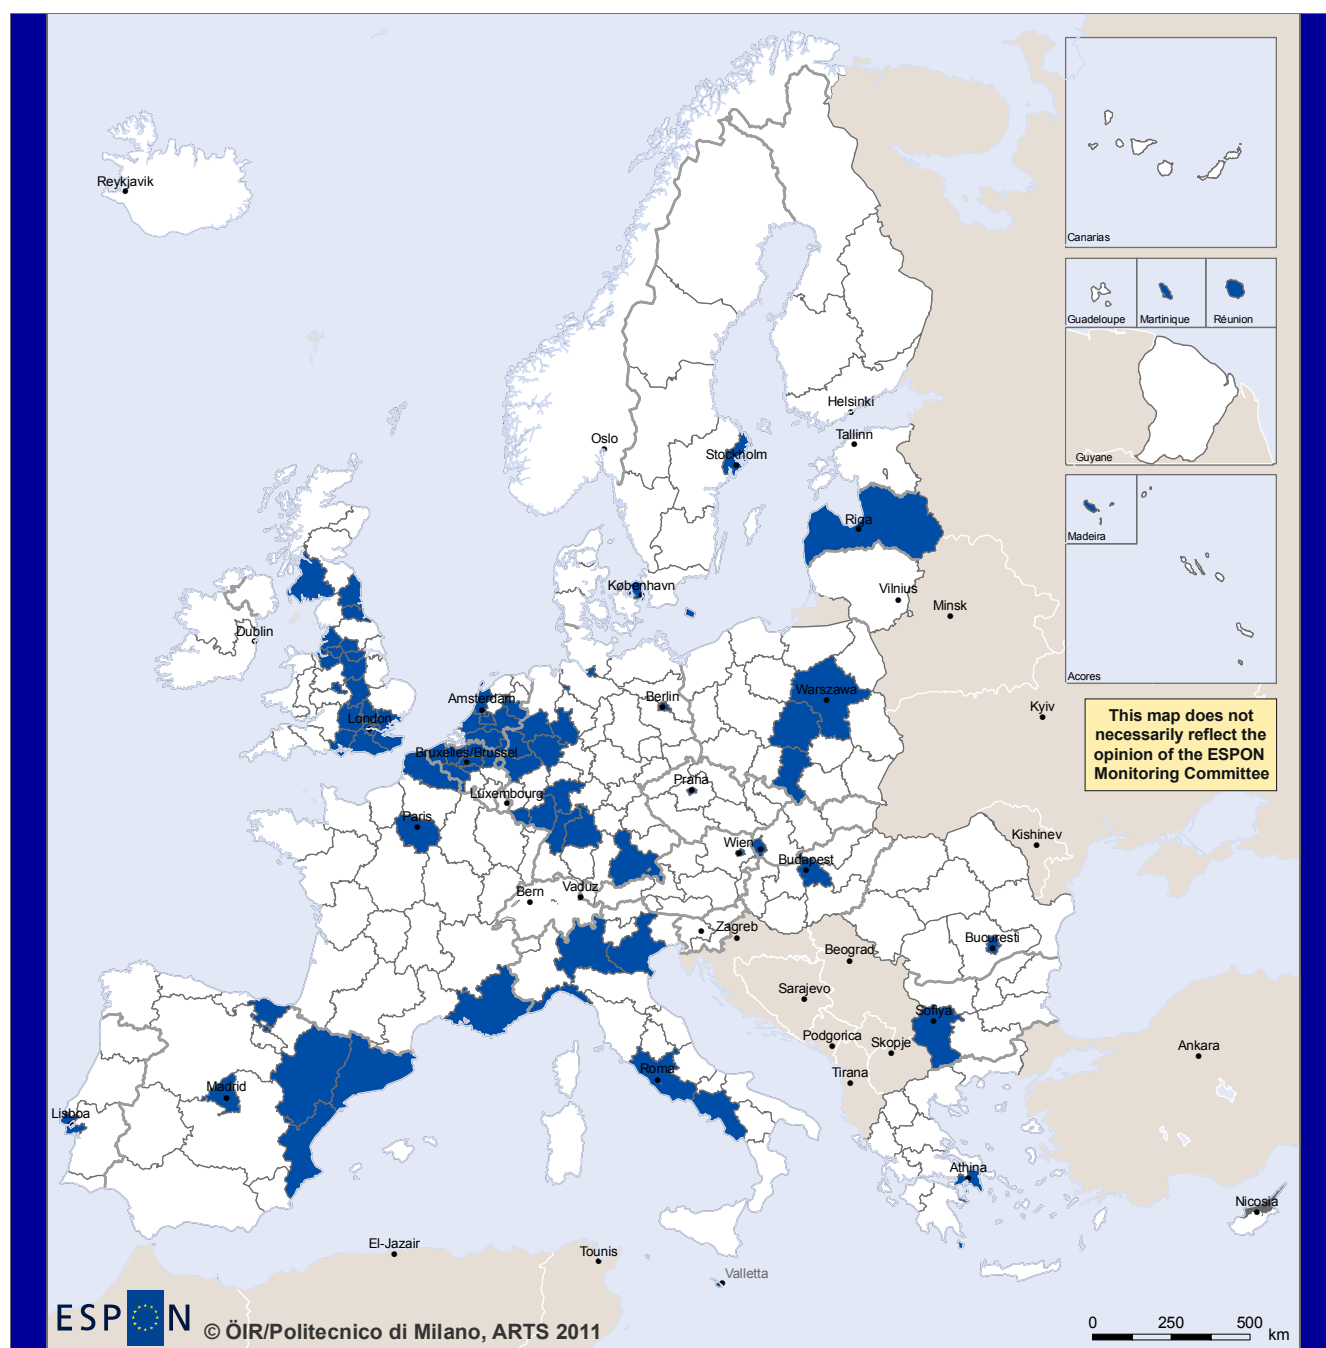 Reykjavik
Canarias
Guadeloupe
Martinique
Réunion
Helsinki
Tallinn
Oslo
Stockholm
Guyane
Riga
Madeira
København
Vilnius
Minsk
Dublin
Acores
Amsterdam
Berlin
Warszawa
Kyiv
London
This map does not
necessarily reflect the
opinion of the ESPON
Monitoring Committee
Bruxelles/Brussel
Praha
Luxembourg
Paris
Kishinev
Wien
Budapest
Bern
Vaduz
Zagreb
Bucuresti
Beograd
Sarajevo
Sofiya
Podgorica
Skopje
Ankara
Tirana
Roma
Madrid
Lisboa
Athina
Nicosia
El-Jazair
Tounis
Valletta
ESPON
© ÖIR/Politecnico di Milano, ARTS 2011
0 250 500
km